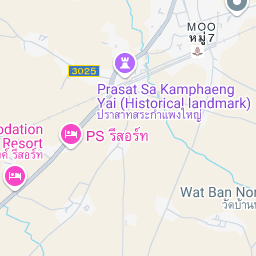 MOO
หมู่ 7
3025
Prasat Sa Kamphaeng
Yai (Historical landmark)
ปราสาทสระกำแพงใหญ่
odation
Resort
รีสอร์ท
PS รีสอร์ท
Wat Ban Non
วัดบ้าน